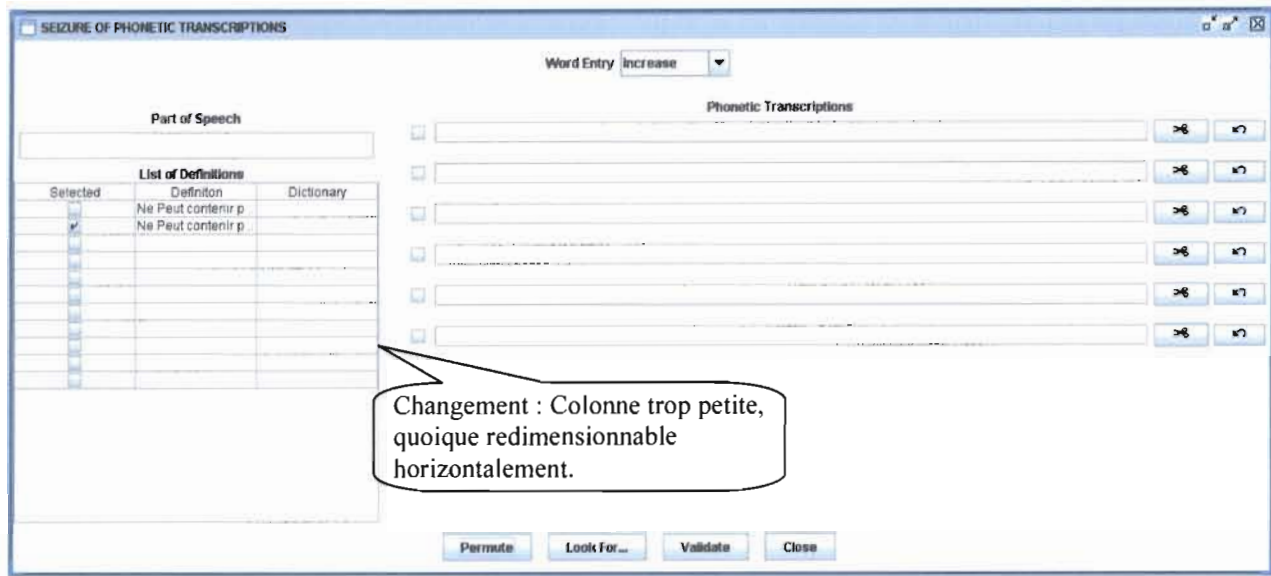 SEIZURE OF PHONETIC TRANSCRIPTIONS
Word Entry increase
Part of Speech
Phonetic Transcriptions
List of Definitions
Selected Definiton Dictionary
Ne Peut contenir p
Ne Peut contenir p...
Changement : Colonne trop petite,
quoique redimensionnable
horizontalement.
Permute Look For... Validate Close